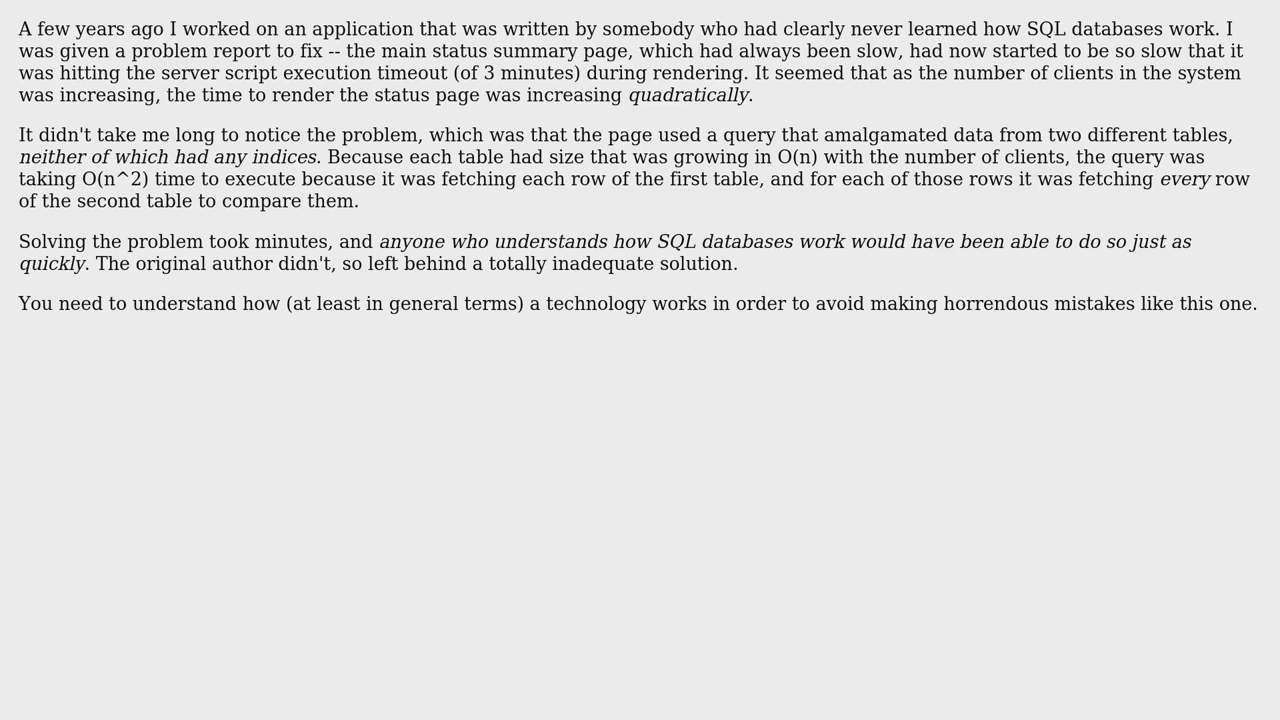 A few years ago I worked on an application that was written by somebody who had clearly never learned how SQL databases work. I
was given a problem report to fix -- the main status summary page, which had always been slow, had now started to be so slow that it
was hitting the server script execution timeout (of 3 minutes) during rendering. It seemed that as the number of clients in the system
was increasing, the time to render the status page was increasing quadratically.
It didn't take me long to notice the problem, which was that the page used a query that amalgamated data from two different tables,
neither of which had any indices. Because each table had size that was growing in O(n) with the number of clients, the query was
taking O(n^2) time to execute because it was fetching each row of the first table, and for each of those rows it was fetching every row
of the second table to compare them.
Solving the problem took minutes, and anyone who understands how SQL databases work would have been able to do so just as
quickly. The original author didn't, so left behind a totally inadequate solution.
You need to understand how (at least in general terms) a technology works in order to avoid making horrendous mistakes like this one.